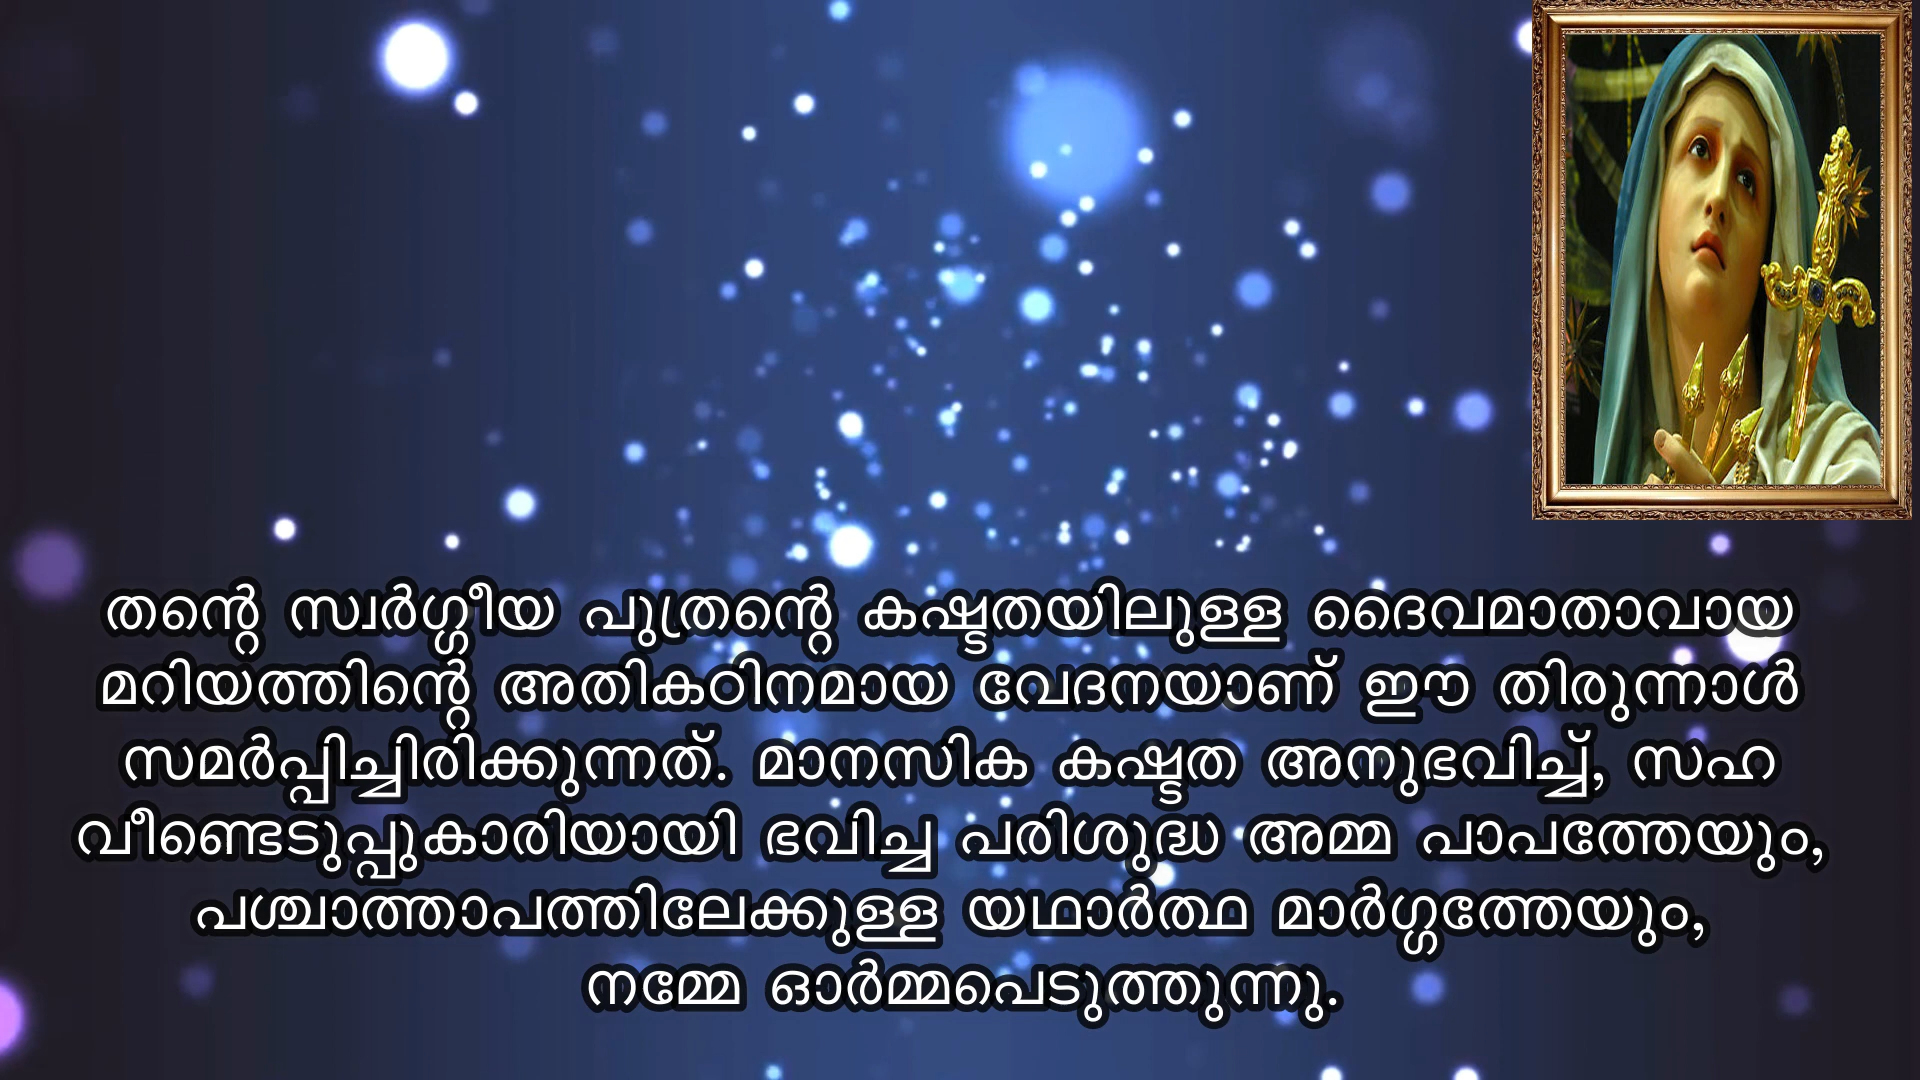 തന്റെ സ്വർഗ്ഗീയ പുത്രന്റെ കഷ്ടതയിലുള്ള ദൈവമാതാവായ
മറിയത്തിന്റെ അതികഠിനമായ വേദനയാണ് ഈ തിരുന്നാൾ
സമർപ്പിച്ചിരിക്കുന്നത്. മാനസിക കഷ്ടത അനുഭവിച്ച്, സഹ
വീണ്ടെടുപ്പുകാരിയായി ഭവിച്ച പരിശുദ്ധ അമ്മ പാപത്തേയും,
പശ്ചാത്താപത്തിലേക്കുള്ള യഥാർത്ഥ മാർഗ്ഗത്തേയും,
നമ്മേ ഓർമ്മപെടുത്തുന്നു.